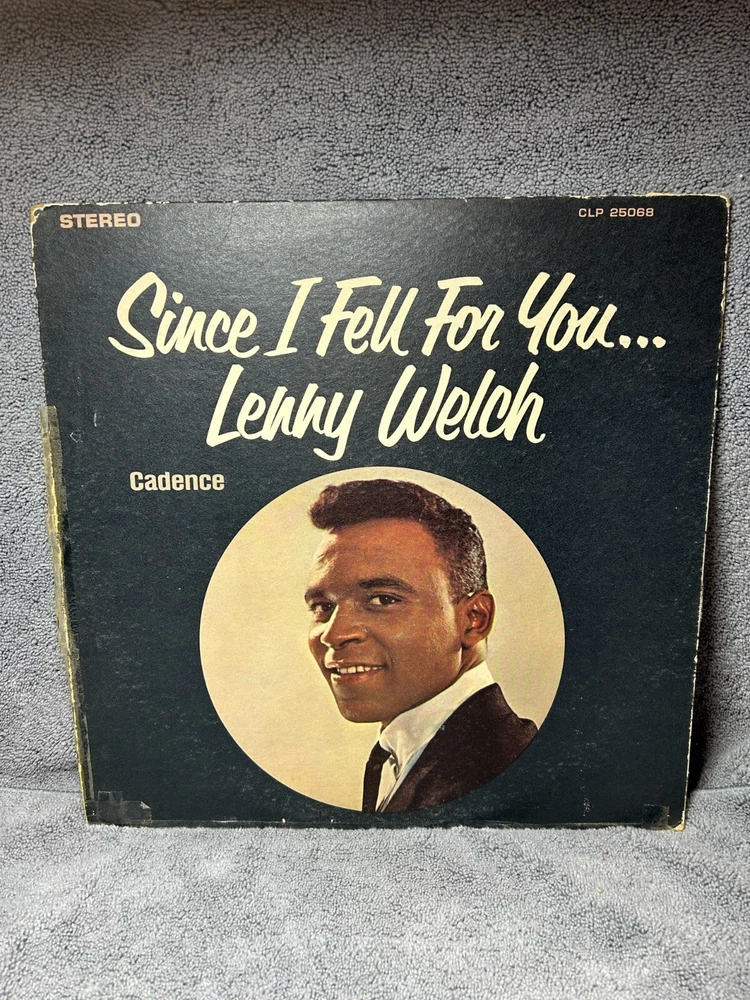 STEREO
CLP 25068
Since I Fell For You...
Lenny Welch
Cadence